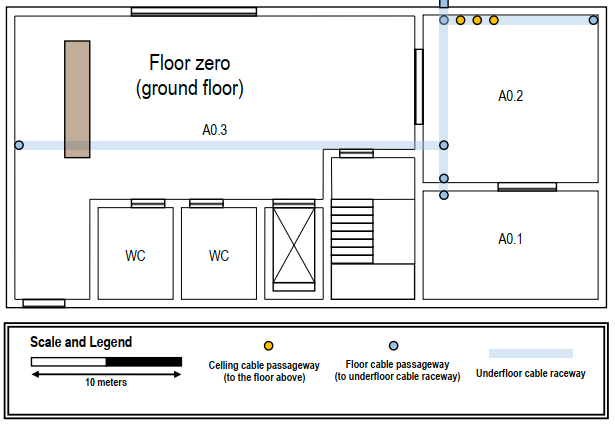 Floor zero
(ground floor)
A0.2
A0.3
A0.1
WC
WC
Scale and Legend
10 meters
Celling cable passageway
(to the floor above)
Floor cable passageway
(to underfloor cable raceway)
Underfloor cable raceway